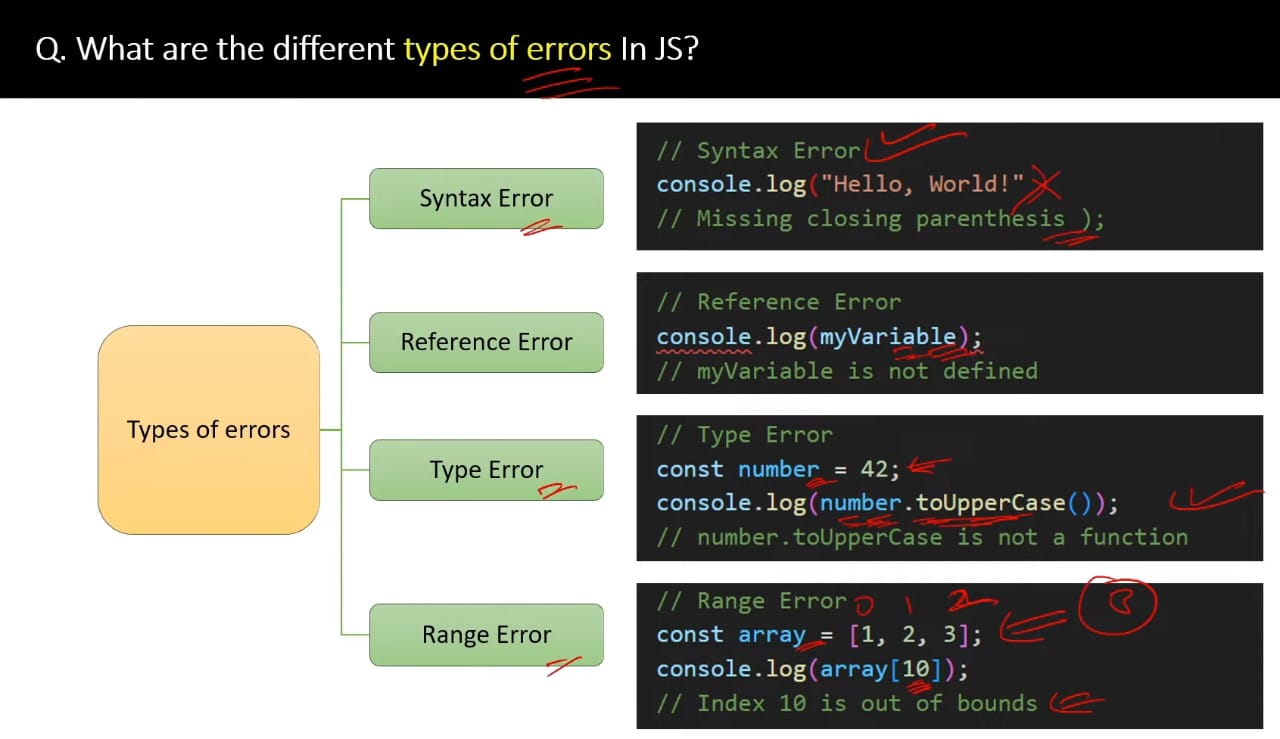 Q. What are the different types of errors In JS?
Types of errors
Syntax Error
Reference Error
Type Error
Range Error
// Syntax Error
console.log("Hello, World!"
// Missing closing parenthesis );
// Reference Error
console.log(myVariable);
// myVariable is not defined
// Type Error
const number = 42;
console.log(number.toUpperCase());
// number.toUpperCase is not a function
// Range Error 0 1 2
3
const array = [1, 2, 3];
console.log(array[10]);
// Index 10 is out of bounds